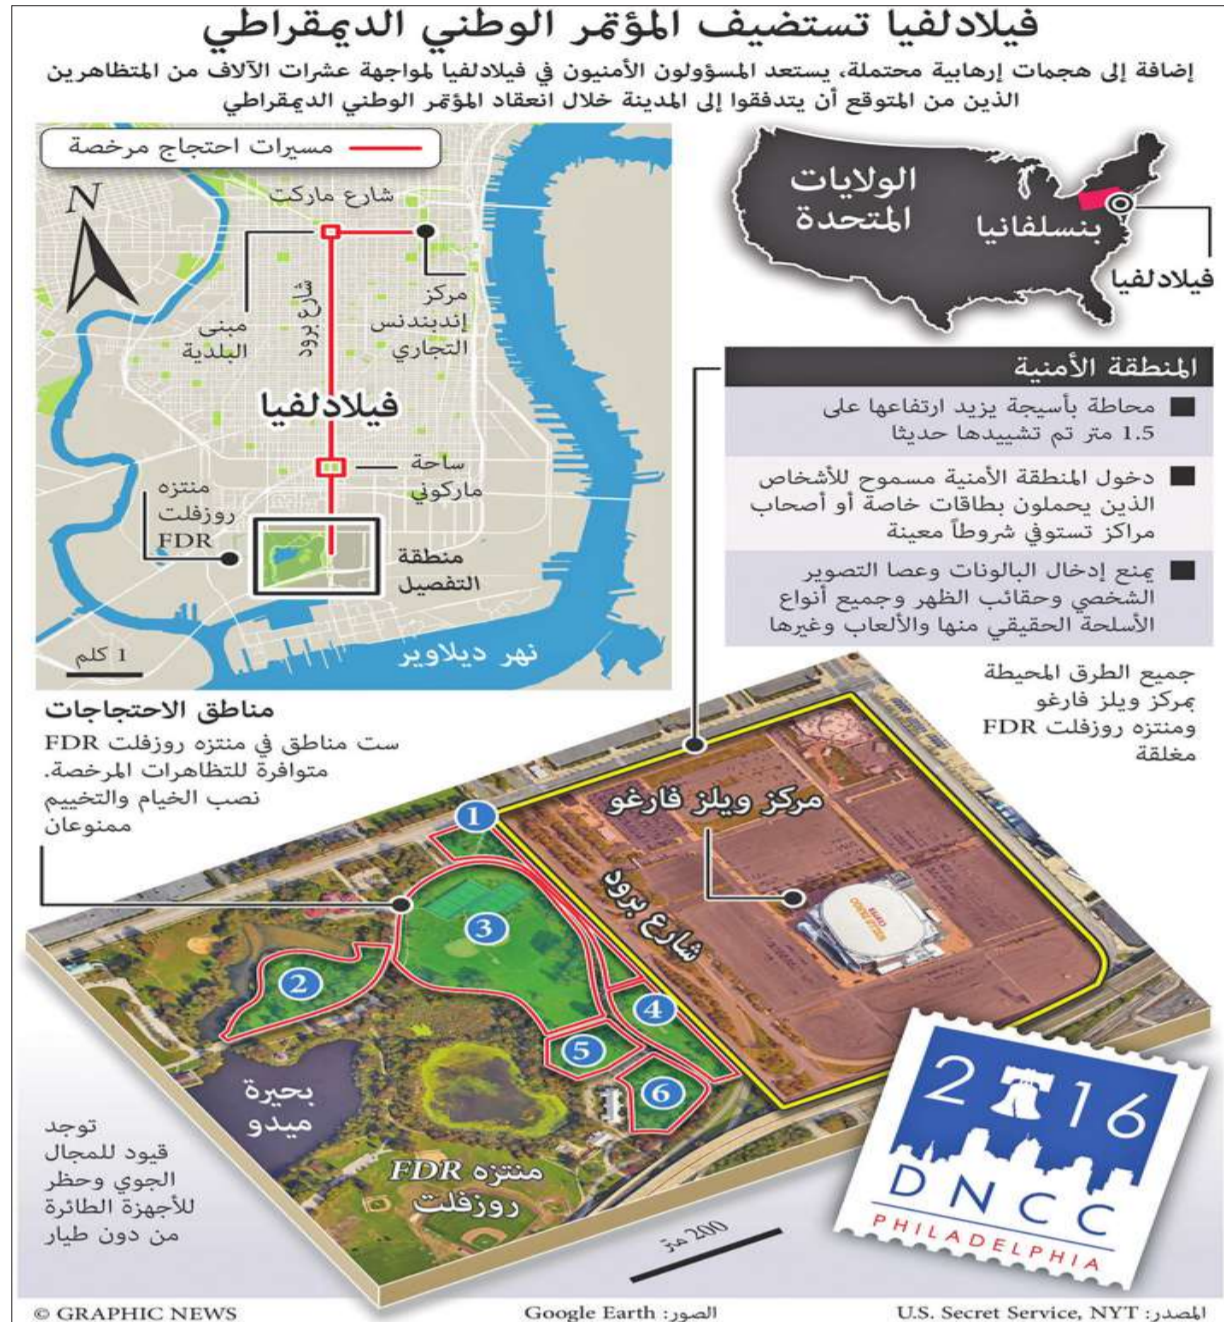 فيلادلفيا تستضيف المؤتمر الوطني الديمقراطي
إضافة إلى هجمات إرهابية محتملة، يستعد المسؤولون الأمنيون في فيلادلفيا لمواجهة عشرات الآلاف من المتظاهرين
الذين من المتوقع أن يتدفقوا إلى المدينة خلال انعقاد المؤتمر الوطني الديمقراطي
الولايات
المتحدة
بنسلفانيا
فيلادلفيا
مسيرات احتجاج مرخصة
N
شارع ماركت
مركز
إندبندنس
التجاري
شارع برود
مبنى
البلدية
فيلادلفيا
ساحة
ماركوني
منتزه
روزفلت
FDR
منطقة
التفصيل
نهر ديلاوير
1 كلم
المنطقة الأمنية
محاطة بأسيجة يزيد ارتفاعها على
1.5 متر تم تشييدها حديثا
دخول المنطقة الأمنية مسموح للأشخاص
الذين يحملون بطاقات خاصة أو أصحاب
مراكز تستوفي شروطاً معينة
يمنع إدخال البالونات وعصا التصوير
الشخصي وحقائب الظهر وجميع أنواع
الأسلحة الحقيقي منها والألعاب وغيرها
جميع الطرق المحيطة
بمركز ويلز فارغو
ومنتزه روزفلت FDR
مغلقة
مناطق الاحتجاجات
ست مناطق في منتزه روزفلت FDR
متوافرة للتظاهرات المرخصة.
نصب الخيام والتخييم
ممنوعان
مركز ويلز فارغو
WELLS FARGO
CENTER
شارع برود
1
2
3
4
5
6
بحيرة
ميدو
منتزه FDR
روزفلت
توجد
قيود للمجال
الجوي وحظر
للأجهزة الطائرة
من دون طيار
200 متر
2016
DNCC
PHILADELPHIA
المصدر: U.S. Secret Service, NYT
الصور: Google Earth
© GRAPHIC NEWS